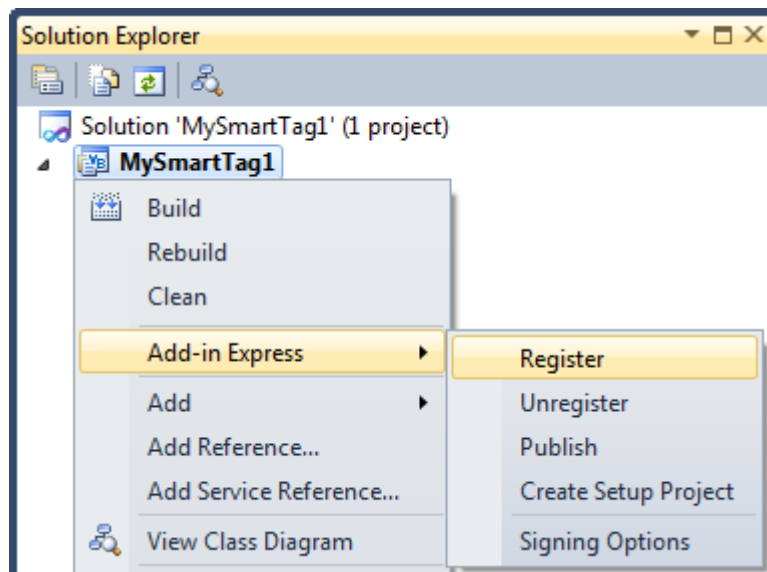 Solution Explorer
Solution 'MySmartTag1' (1 project)
VB MySmartTag1
Build
Rebuild
Clean
Add-in Express
Register
Add
Unregister
Add Reference...
Publish
Add Service Reference...
Create Setup Project
View Class Diagram
Signing Options